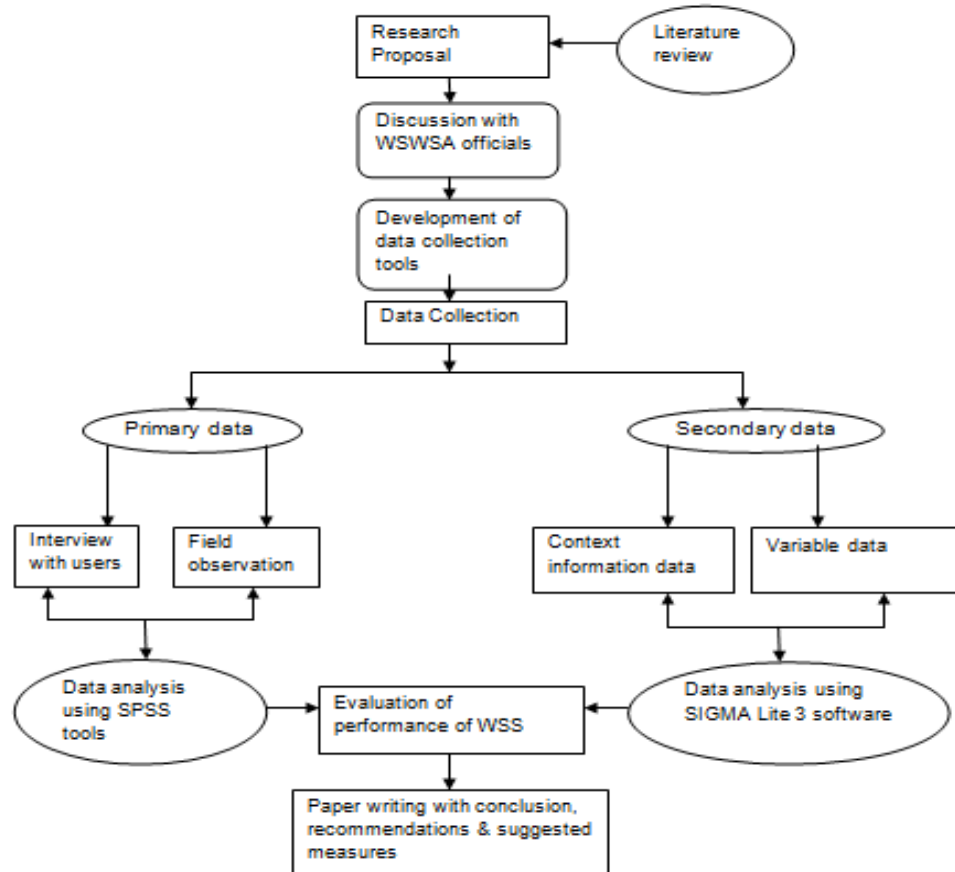 Research
Proposal
Literature
review
Discussion with
WSWSA officials
Development of
data collection
tools
Data Collection
Primary data
Secondary data
Interview
with users
Field
observation
Context
information data
Variable data
Data analysis
using SPSS
tools
Evaluation of
performance of WSS
Data analysis using
SIGMA Lite 3 software
Paper writing with conclusion,
recommendations & suggested
measures